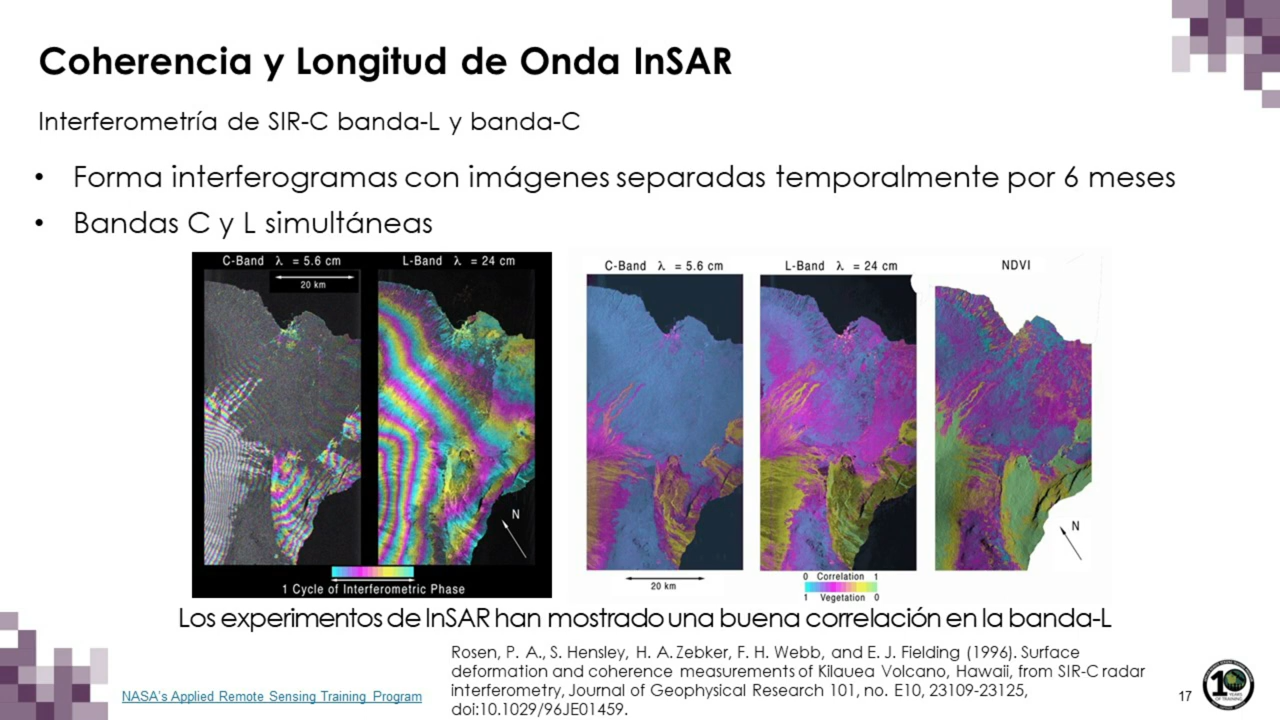 Coherencia y Longitud de Onda InSAR
Interferometría de SIR-C banda-L y banda-C
• Forma interferogramas con imágenes separadas temporalmente por 6 meses
• Bandas C y L simultáneas
C-Band λ = 5.6 cm
L-Band λ = 24 cm
20 km
N
1 Cycle of Interferometric Phase
C-Band λ = 5.6 cm
L-Band λ = 24 cm
NDVI
N
20 km
0 Correlation 1
1 Vegetation 0
Los experimentos de InSAR han mostrado una buena correlación en la banda-L
Rosen, P. A., S. Hensley, H. A. Zebker, F. H. Webb, and E. J. Fielding (1996). Surface
deformation and coherence measurements of Kilauea Volcano, Hawaii, from SIR-C radar
interferometry, Journal of Geophysical Research 101, no. E10, 23109-23125,
doi:10.1029/96JE01459.
NASA's Applied Remote Sensing Training Program
17